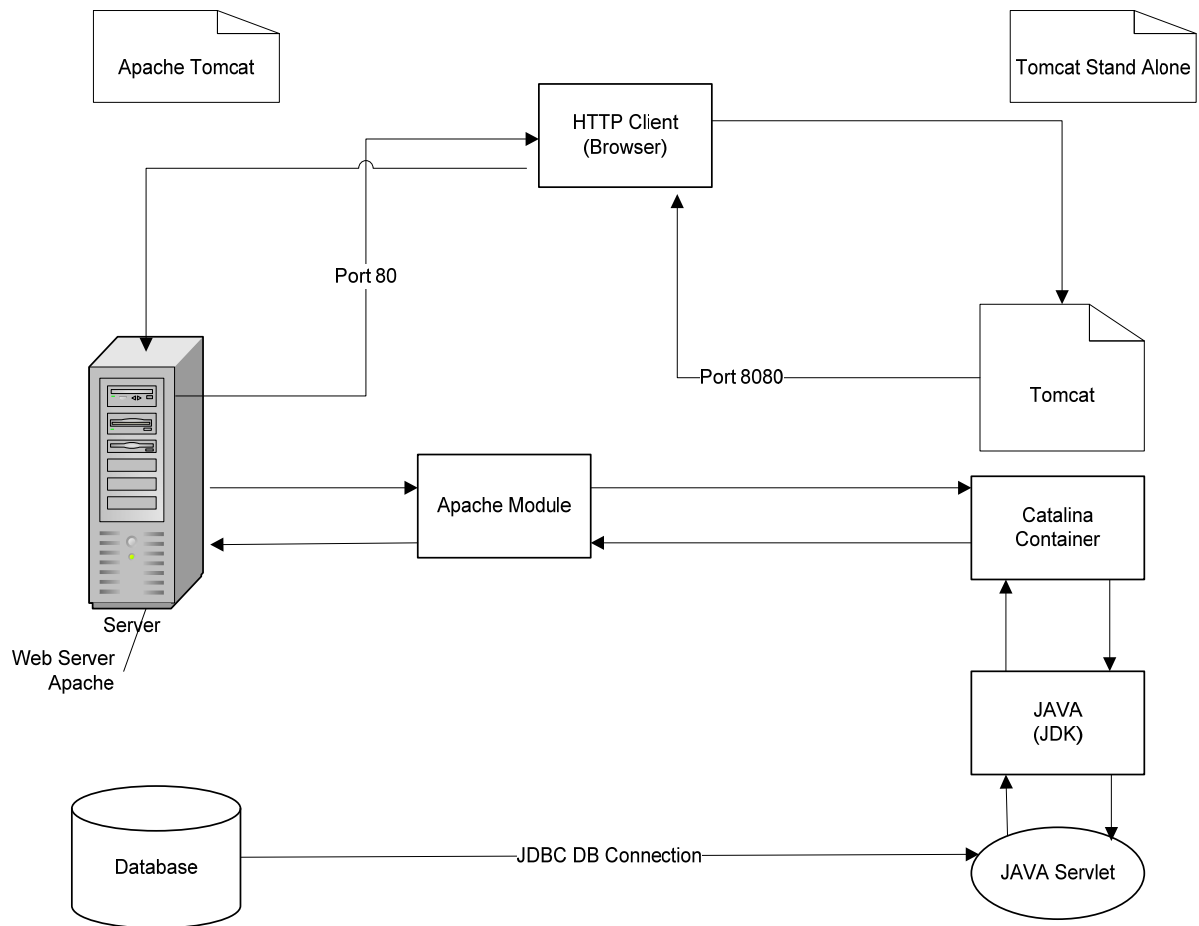 Apache Tomcat
Tomcat Stand Alone
HTTP Client
(Browser)
Port 80
Port 8080
Tomcat
Apache Module
Catalina
Container
Server
Web Server
Apache
JAVA
(JDK)
Database
JDBC DB Connection
JAVA Servlet